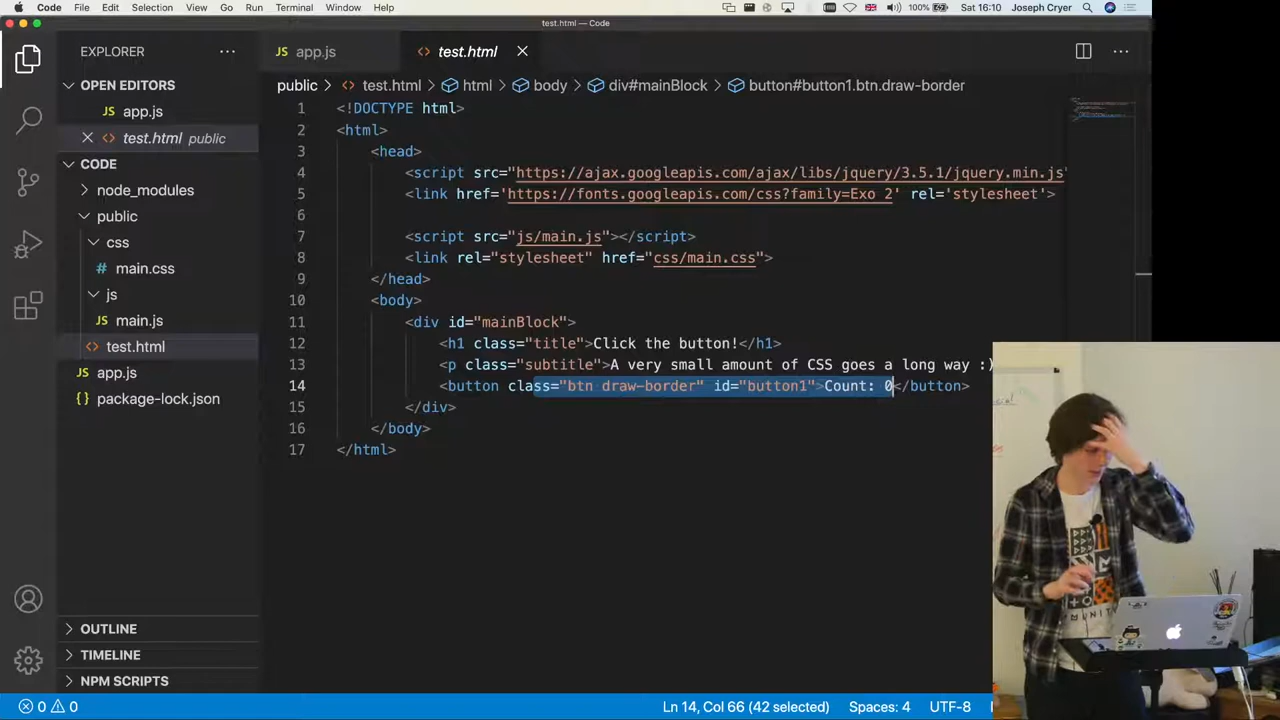 Code File Edit Selection View Go Run Terminal Window Help 100% Sat 16:10 Joseph Cryer
test.html — Code
EXPLORER
OPEN EDITORS
JS app.js
test.html public
CODE
node_modules
public
css
# main.css
js
JS main.js
test.html
JS app.js
{} package-lock.json
OUTLINE
TIMELINE
NPM SCRIPTS
JS app.js
test.html
public > test.html > html > body > div#mainBlock > button#button1.btn.draw-border
1 <!DOCTYPE html>
2 <html>
3 <head>
4 <script src="https://ajax.googleapis.com/ajax/libs/jquery/3.5.1/jquery.min.js"
5 <link href='https://fonts.googleapis.com/css?family=Exo 2' rel='stylesheet'>
6
7 <script src="js/main.js"></script>
8 <link rel="stylesheet" href="css/main.css">
9 </head>
10 <body>
11 <div id="mainBlock">
12 <h1 class="title">Click the button!</h1>
13 <p class="subtitle">A very small amount of CSS goes a long way :)
14 <button class="btn draw-border" id="button1">Count: 0</button>
15 </div>
16 </body>
17 </html>
0 0
Ln 14, Col 66 (42 selected) Spaces: 4 UTF-8